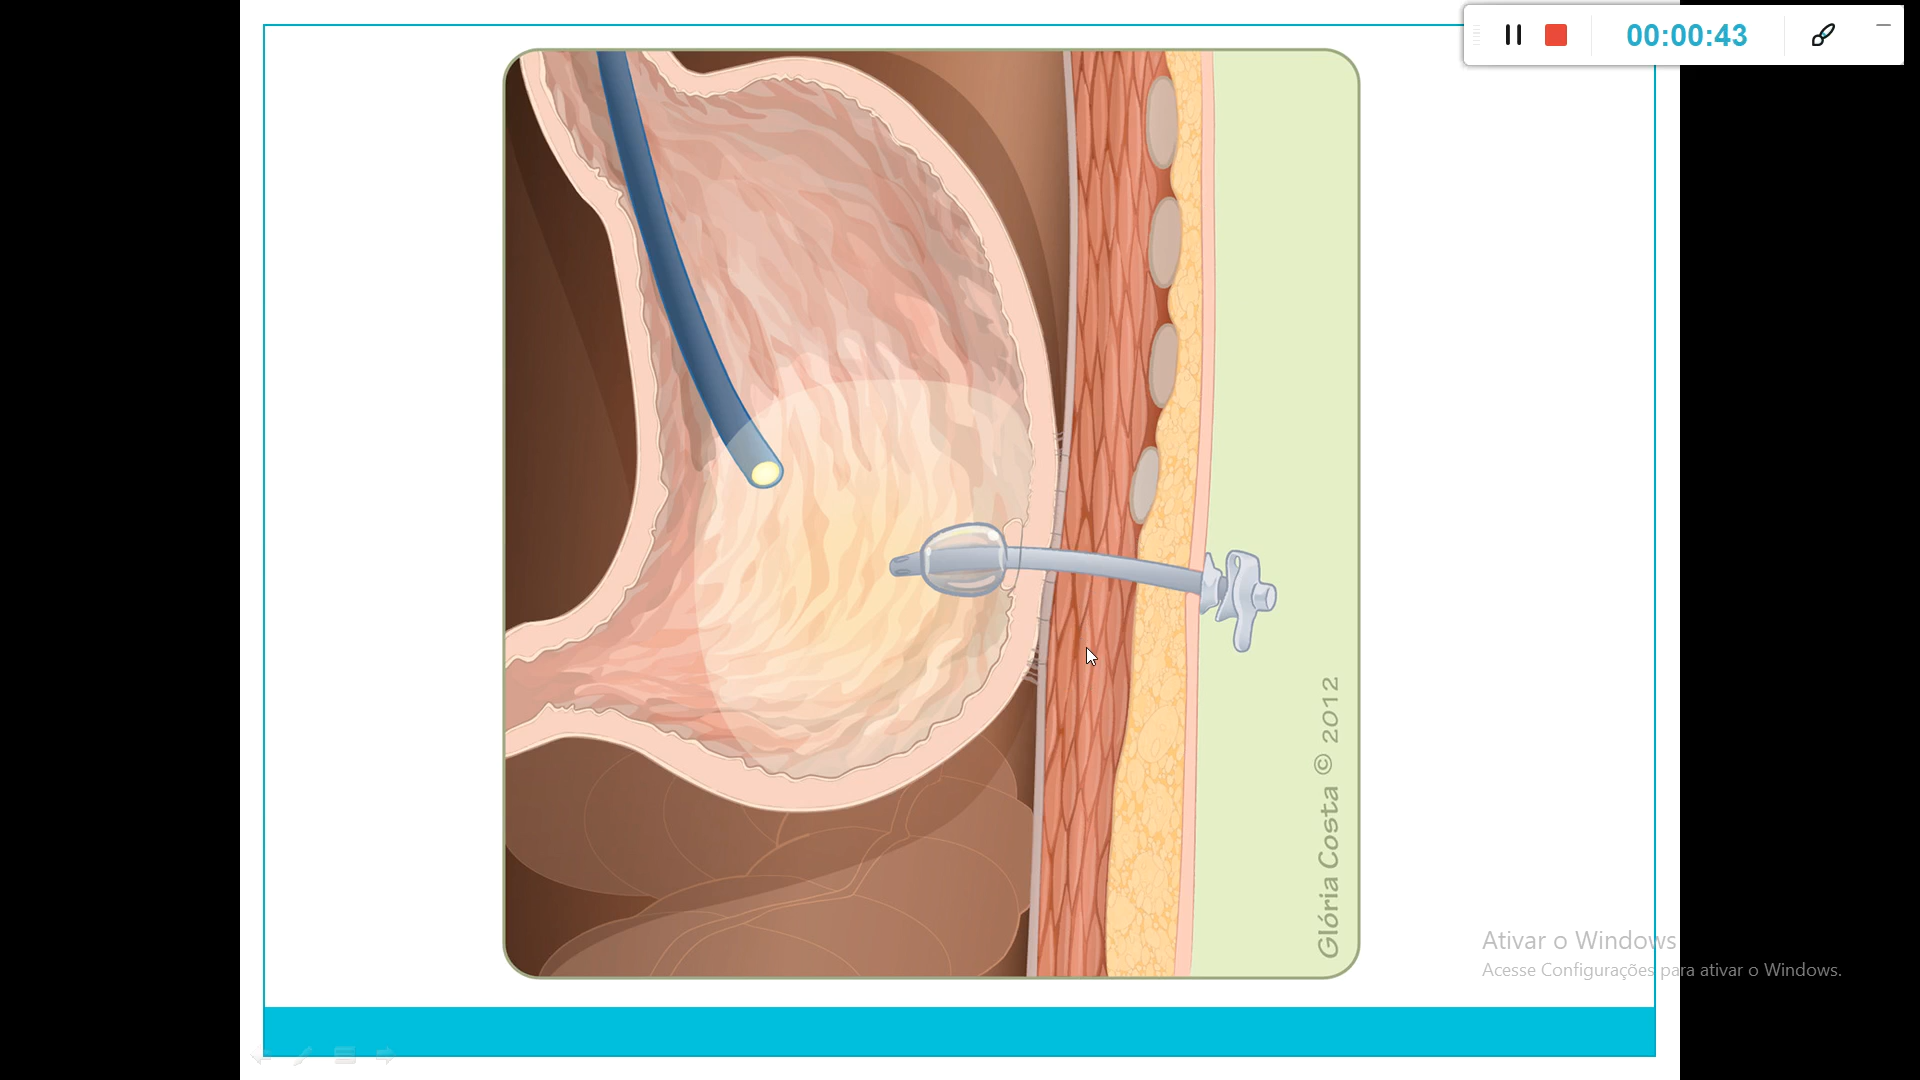 00:00:43
Glória Costa © 2012
Ativar o Windows
Acesse Configurações para ativar o Windows.